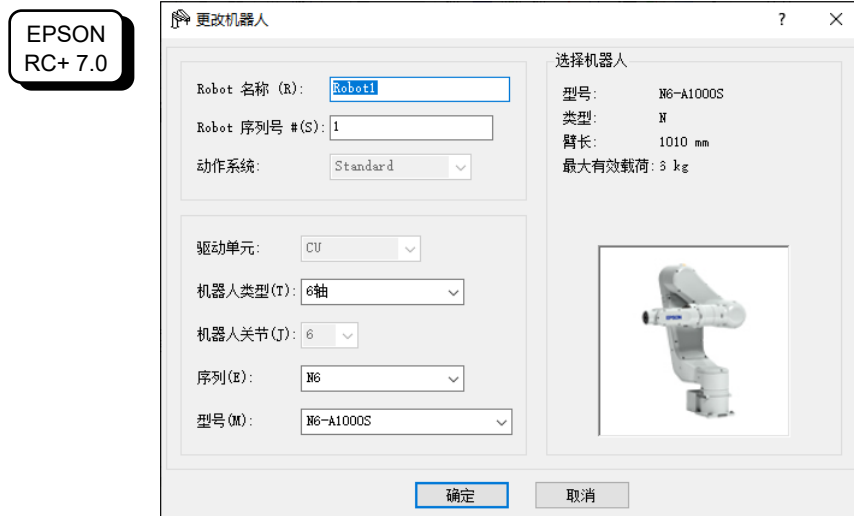 EPSON
RC+ 7.0
更改机器人
Robot 名称 (R): Robot1
Robot 序列号 #(S): 1
动作系统: Standard
驱动单元: CU
机器人类型(T): 6轴
机器人关节(J): 6
序列(E): N6
型号(M): N6-A1000S
选择机器人
型号: N6-A1000S
类型: N
臂长: 1010 mm
最大有效载荷: 3 kg
EPSON
确定
取消